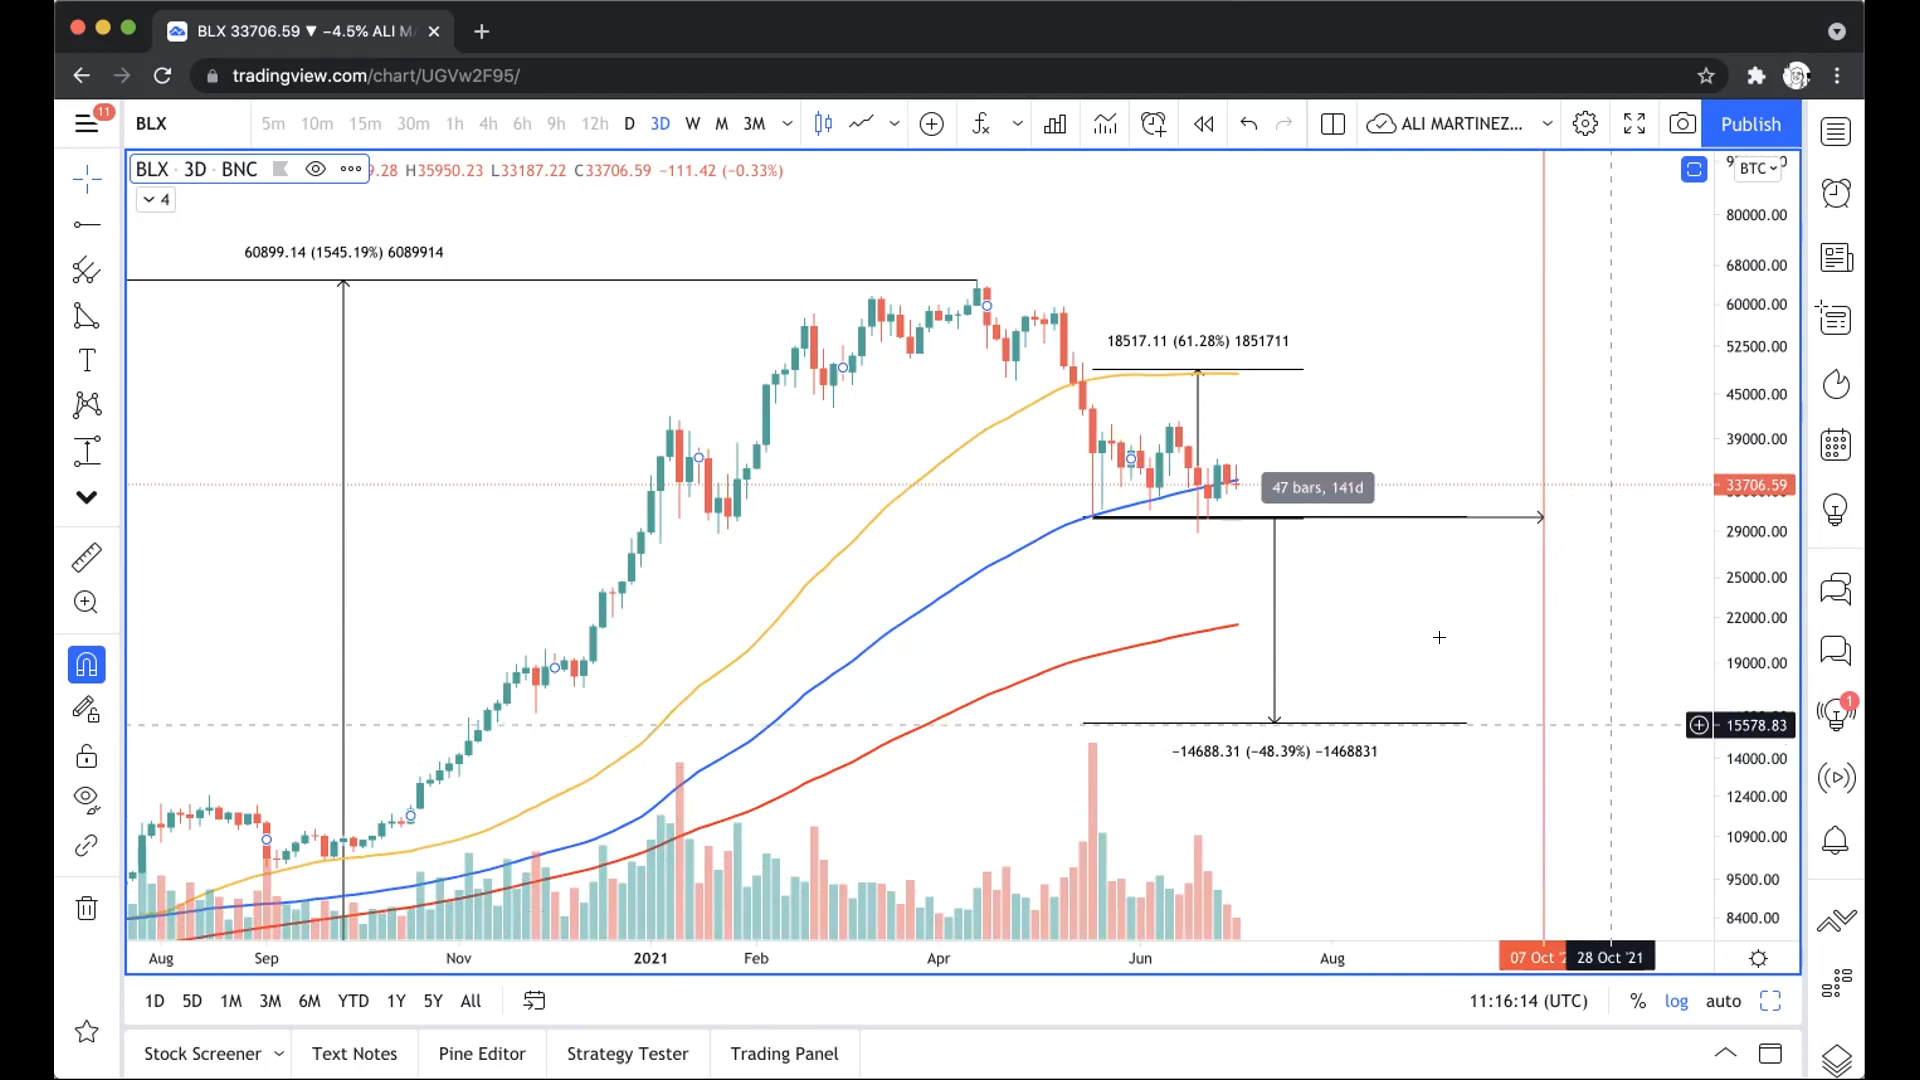 BLX 33706.59 ▼ −4.5% ALI M
tradingview.com/chart/UGVw2F95/
11
BLX
5m 10m 15m 30m 1h 4h 6h 9h 12h D 3D W M 3M
ALI MARTINEZ...
Publish
BLX · 3D · BNC
9.28 H35950.23 L33187.22 C33706.59 −111.42 (−0.33%)
4
BTC
80000.00
68000.00
60000.00
52500.00
45000.00
39000.00
33706.59
29000.00
25000.00
22000.00
19000.00
15578.83
14000.00
12400.00
10900.00
9500.00
8400.00
60899.14 (1545.19%) 6089914
18517.11 (61.28%) 1851711
47 bars, 141d
−14688.31 (−48.39%) −1468831
1
Aug Sep Nov 2021 Feb Apr Jun Aug 07 Oct 28 Oct '21
1D 5D 1M 3M 6M YTD 1Y 5Y All
11:16:14 (UTC) % log auto
Stock Screener Text Notes Pine Editor Strategy Tester Trading Panel